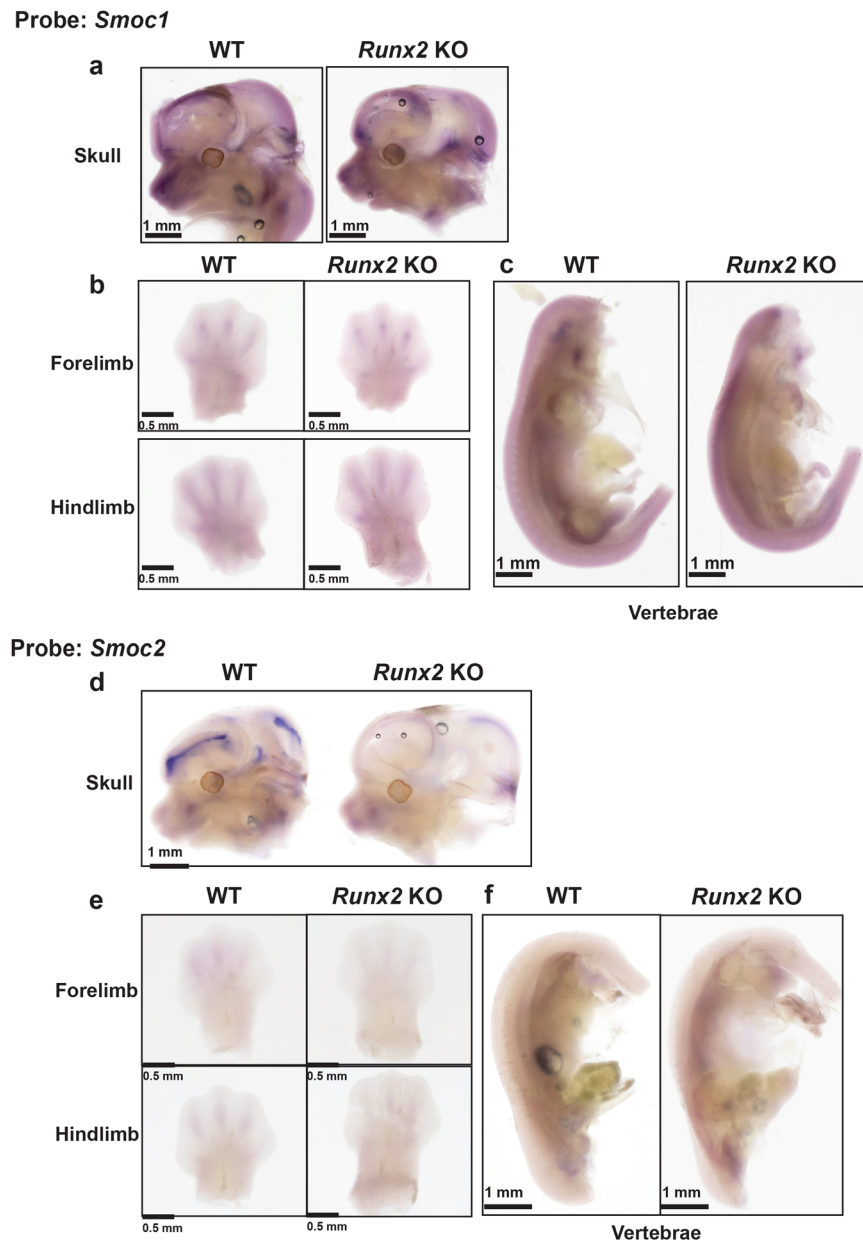 Probe: Smoc1
WT Runx2 KO
a
Skull
1 mm 1 mm
WT Runx2 KO
b
Forelimb
0.5 mm 0.5 mm
Hindlimb
0.5 mm 0.5 mm
c WT Runx2 KO
1 mm 1 mm
Vertebrae
Probe: Smoc2
d WT Runx2 KO
Skull
1 mm
e WT Runx2 KO
Forelimb
0.5 mm 0.5 mm
Hindlimb
0.5 mm 0.5 mm
f WT Runx2 KO
1 mm 1 mm
Vertebrae